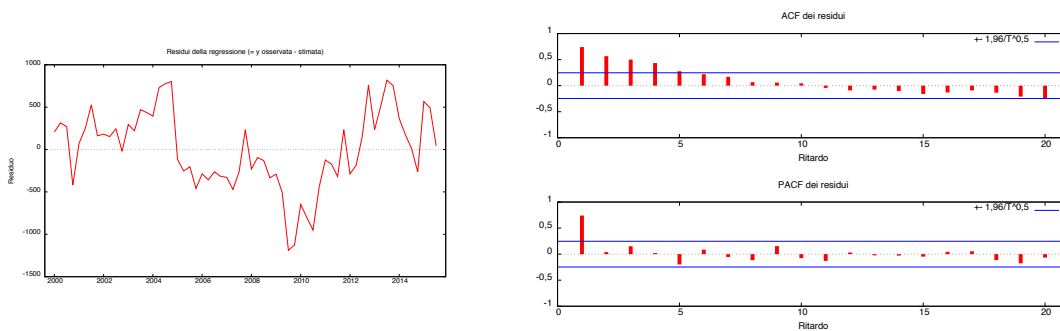 Residui della regressione (= y osservata - stimata)
1000
500
0
-500
-1000
-1500
Residuo
2000 2002 2004 2006 2008 2010 2012 2014
ACF dei residui
+- 1,96/T^0,5
1
0,5
0
-0,5
-1
0 5 10 15 20
Ritardo
PACF dei residui
+- 1,96/T^0,5
1
0,5
0
-0,5
-1
0 5 10 15 20
Ritardo